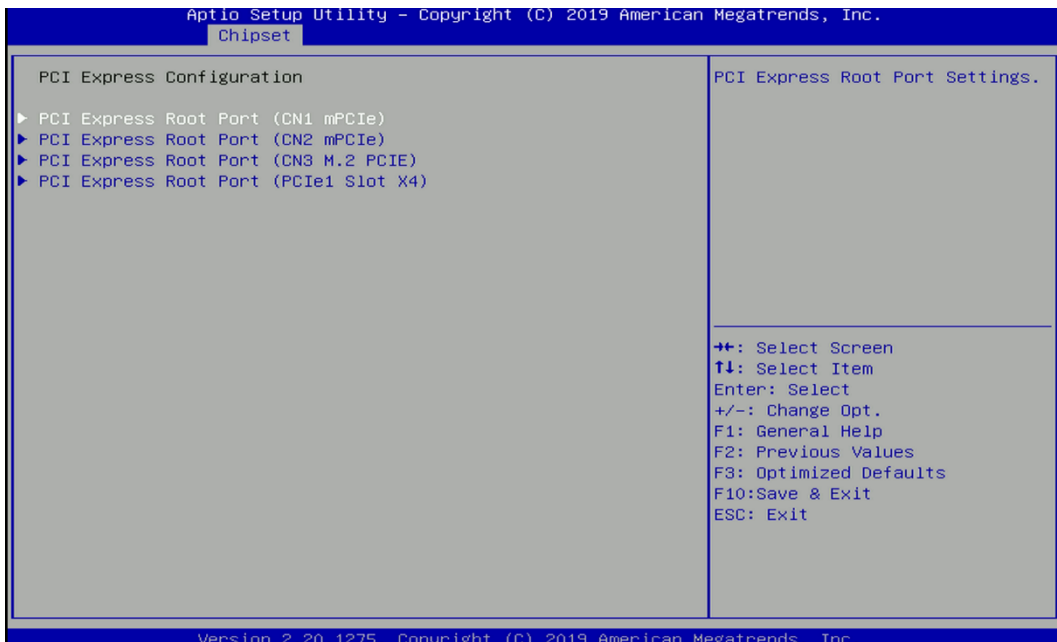 Aptio Setup Utility – Copyright (C) 2019 American Megatrends, Inc.
Chipset
PCI Express Configuration
PCI Express Root Port (CN1 mPCIe)
PCI Express Root Port (CN2 mPCIe)
PCI Express Root Port (CN3 M.2 PCIE)
PCI Express Root Port (PCIe1 Slot X4)
PCI Express Root Port Settings.
→←: Select Screen
↑↓: Select Item
Enter: Select
+/-: Change Opt.
F1: General Help
F2: Previous Values
F3: Optimized Defaults
F10:Save & Exit
ESC: Exit
Version 2.20.1275. Copyright (C) 2019 American Megatrends, Inc.